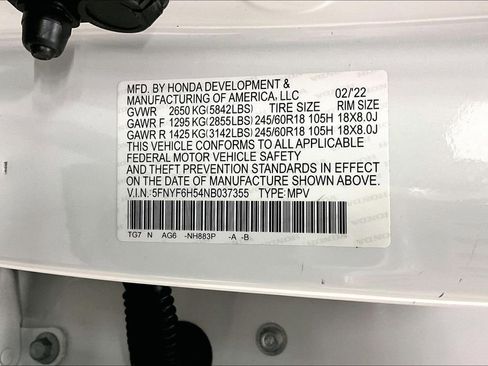 MFD. BY HONDA DEVELOPMENT &
MANUFACTURING OF AMERICA, LLC 02/'22
GVWR 2650 KG(5842LBS) TIRE SIZE RIM SIZE
GAWR F 1295 KG(2855LBS) 245/60R18 105H 18X8.0J
GAWR R 1425 KG(3142LBS) 245/60R18 105H 18X8.0J
THIS VEHICLE CONFORMS TO ALL APPLICABLE
FEDERAL MOTOR VEHICLE SAFETY
AND THEFT PREVENTION STANDARDS IN EFFECT
ON THE DATE OF MANUFACTURE SHOWN ABOVE.
V.I.N.: 5FNYF6H54NB037355 TYPE: MPV
TG7 N AG6 -NH883P -A -B